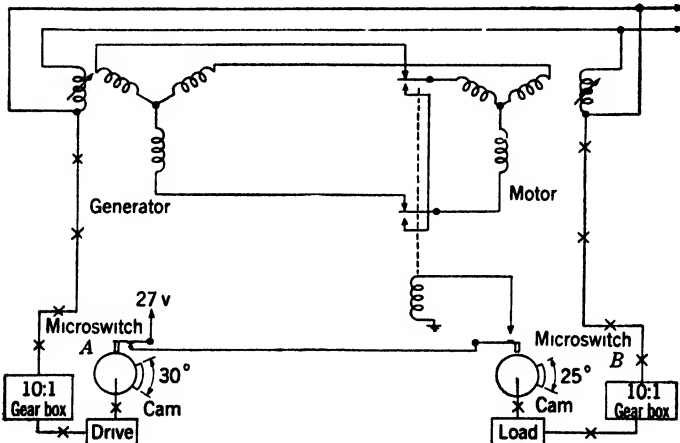 Generator
Motor
27 v
Microswitch
A
30°
Cam
10:1
Gear box
Drive
Microswitch
B
25°
Cam
10:1
Gear box
Load